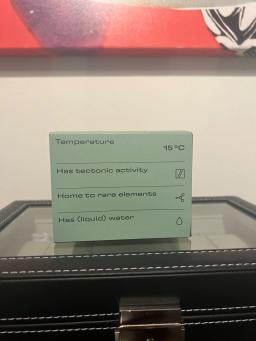 Temperature
15 °C
Has tectonic activity
Home to rare elements
Has (liquid) water